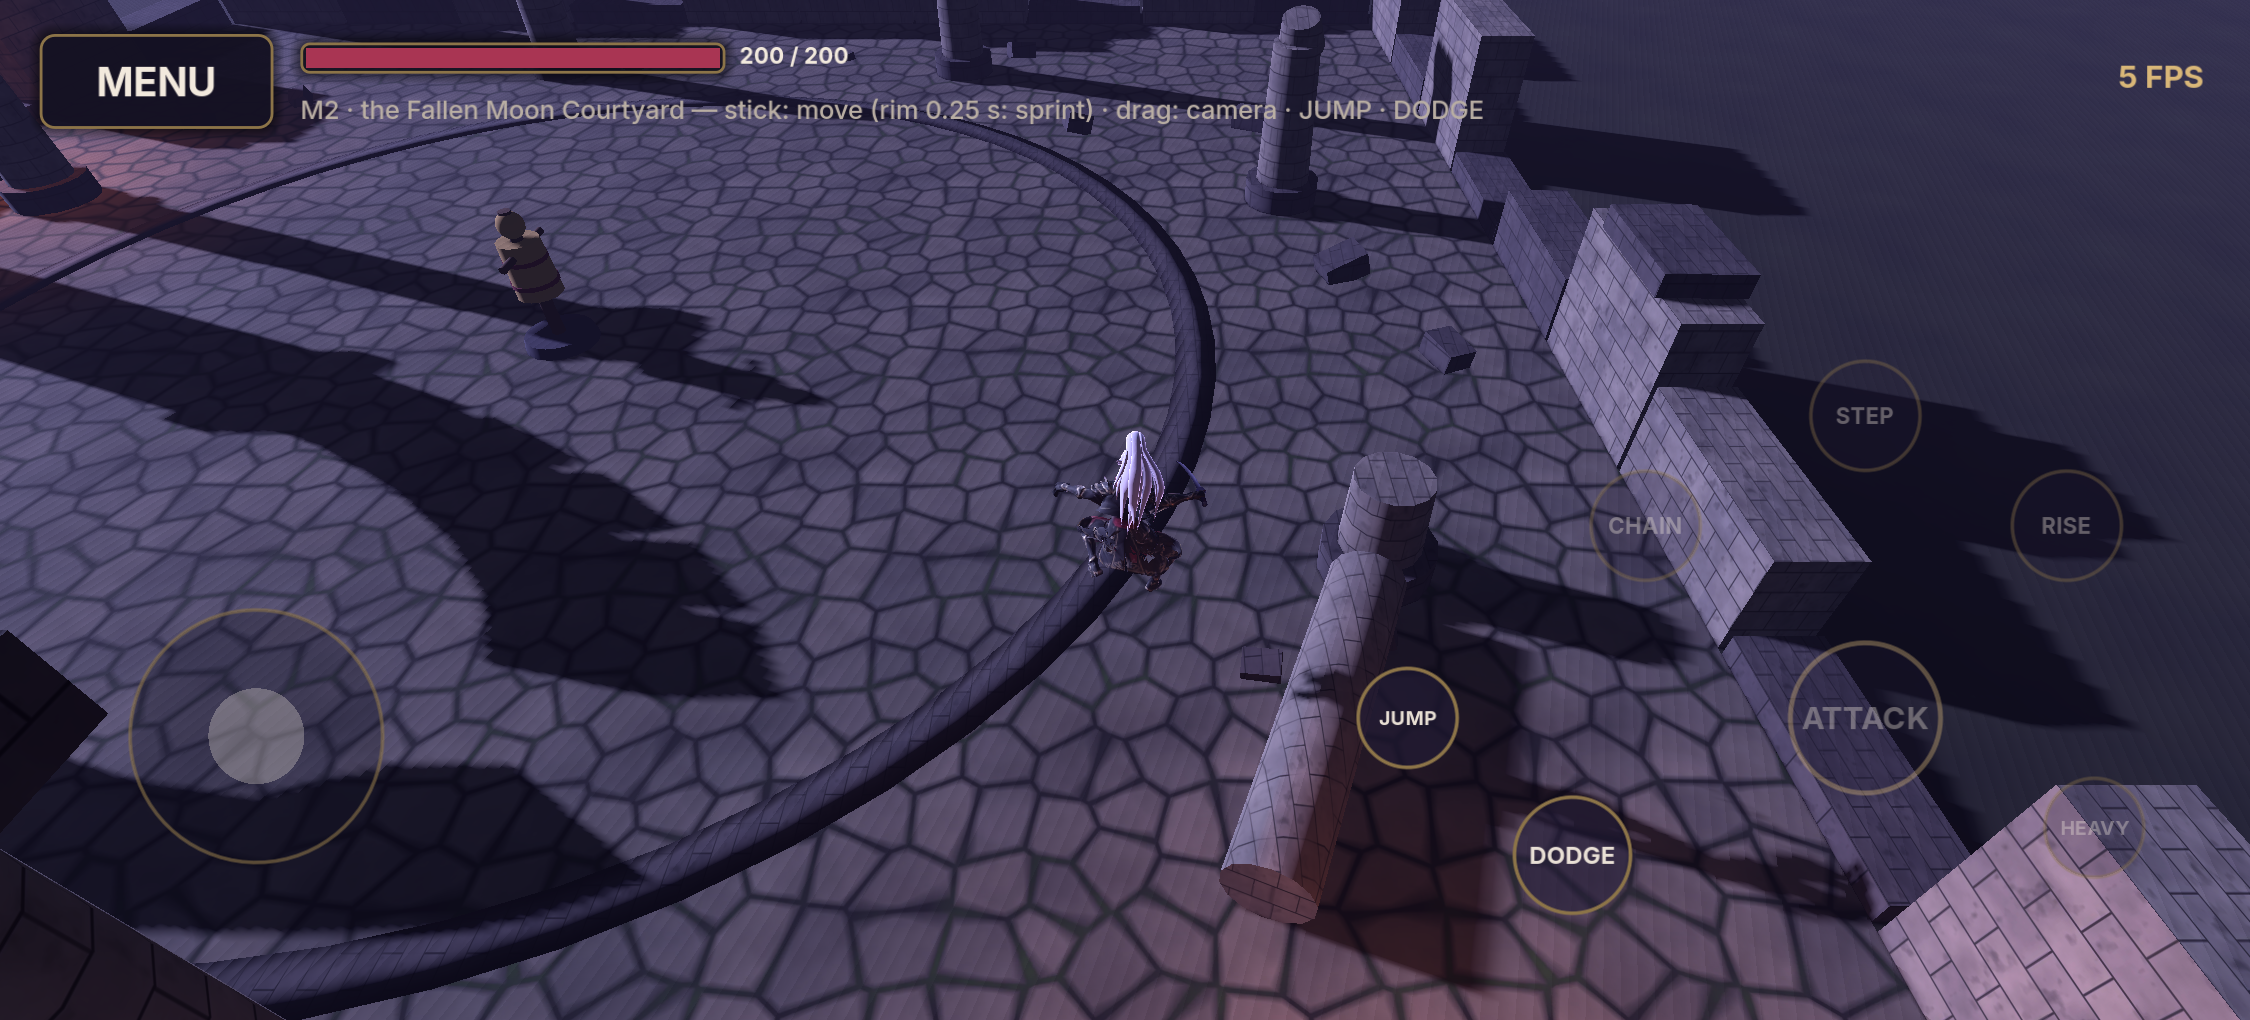 MENU
200 / 200
5 FPS
M2 · the Fallen Moon Courtyard — stick: move (rim 0.25 s: sprint) · drag: camera · JUMP · DODGE
STEP
CHAIN
RISE
JUMP
ATTACK
HEAVY
DODGE